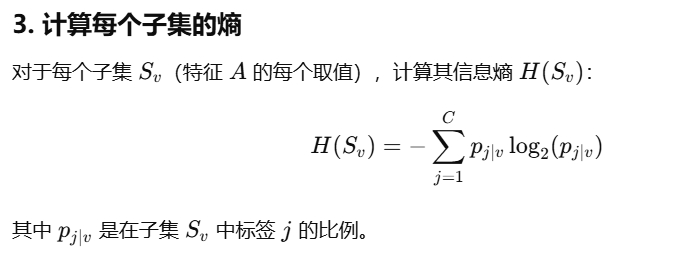 3. 计算每个子集的熵
对于每个子集 $S_v$（特征 $A$ 的每个取值），计算其信息熵 $H(S_v)$：
$$H(S_v) = -\sum_{j=1}^{C} p_{j|v} \log_2(p_{j|v})$$
其中 $p_{j|v}$ 是在子集 $S_v$ 中标签 $j$ 的比例。